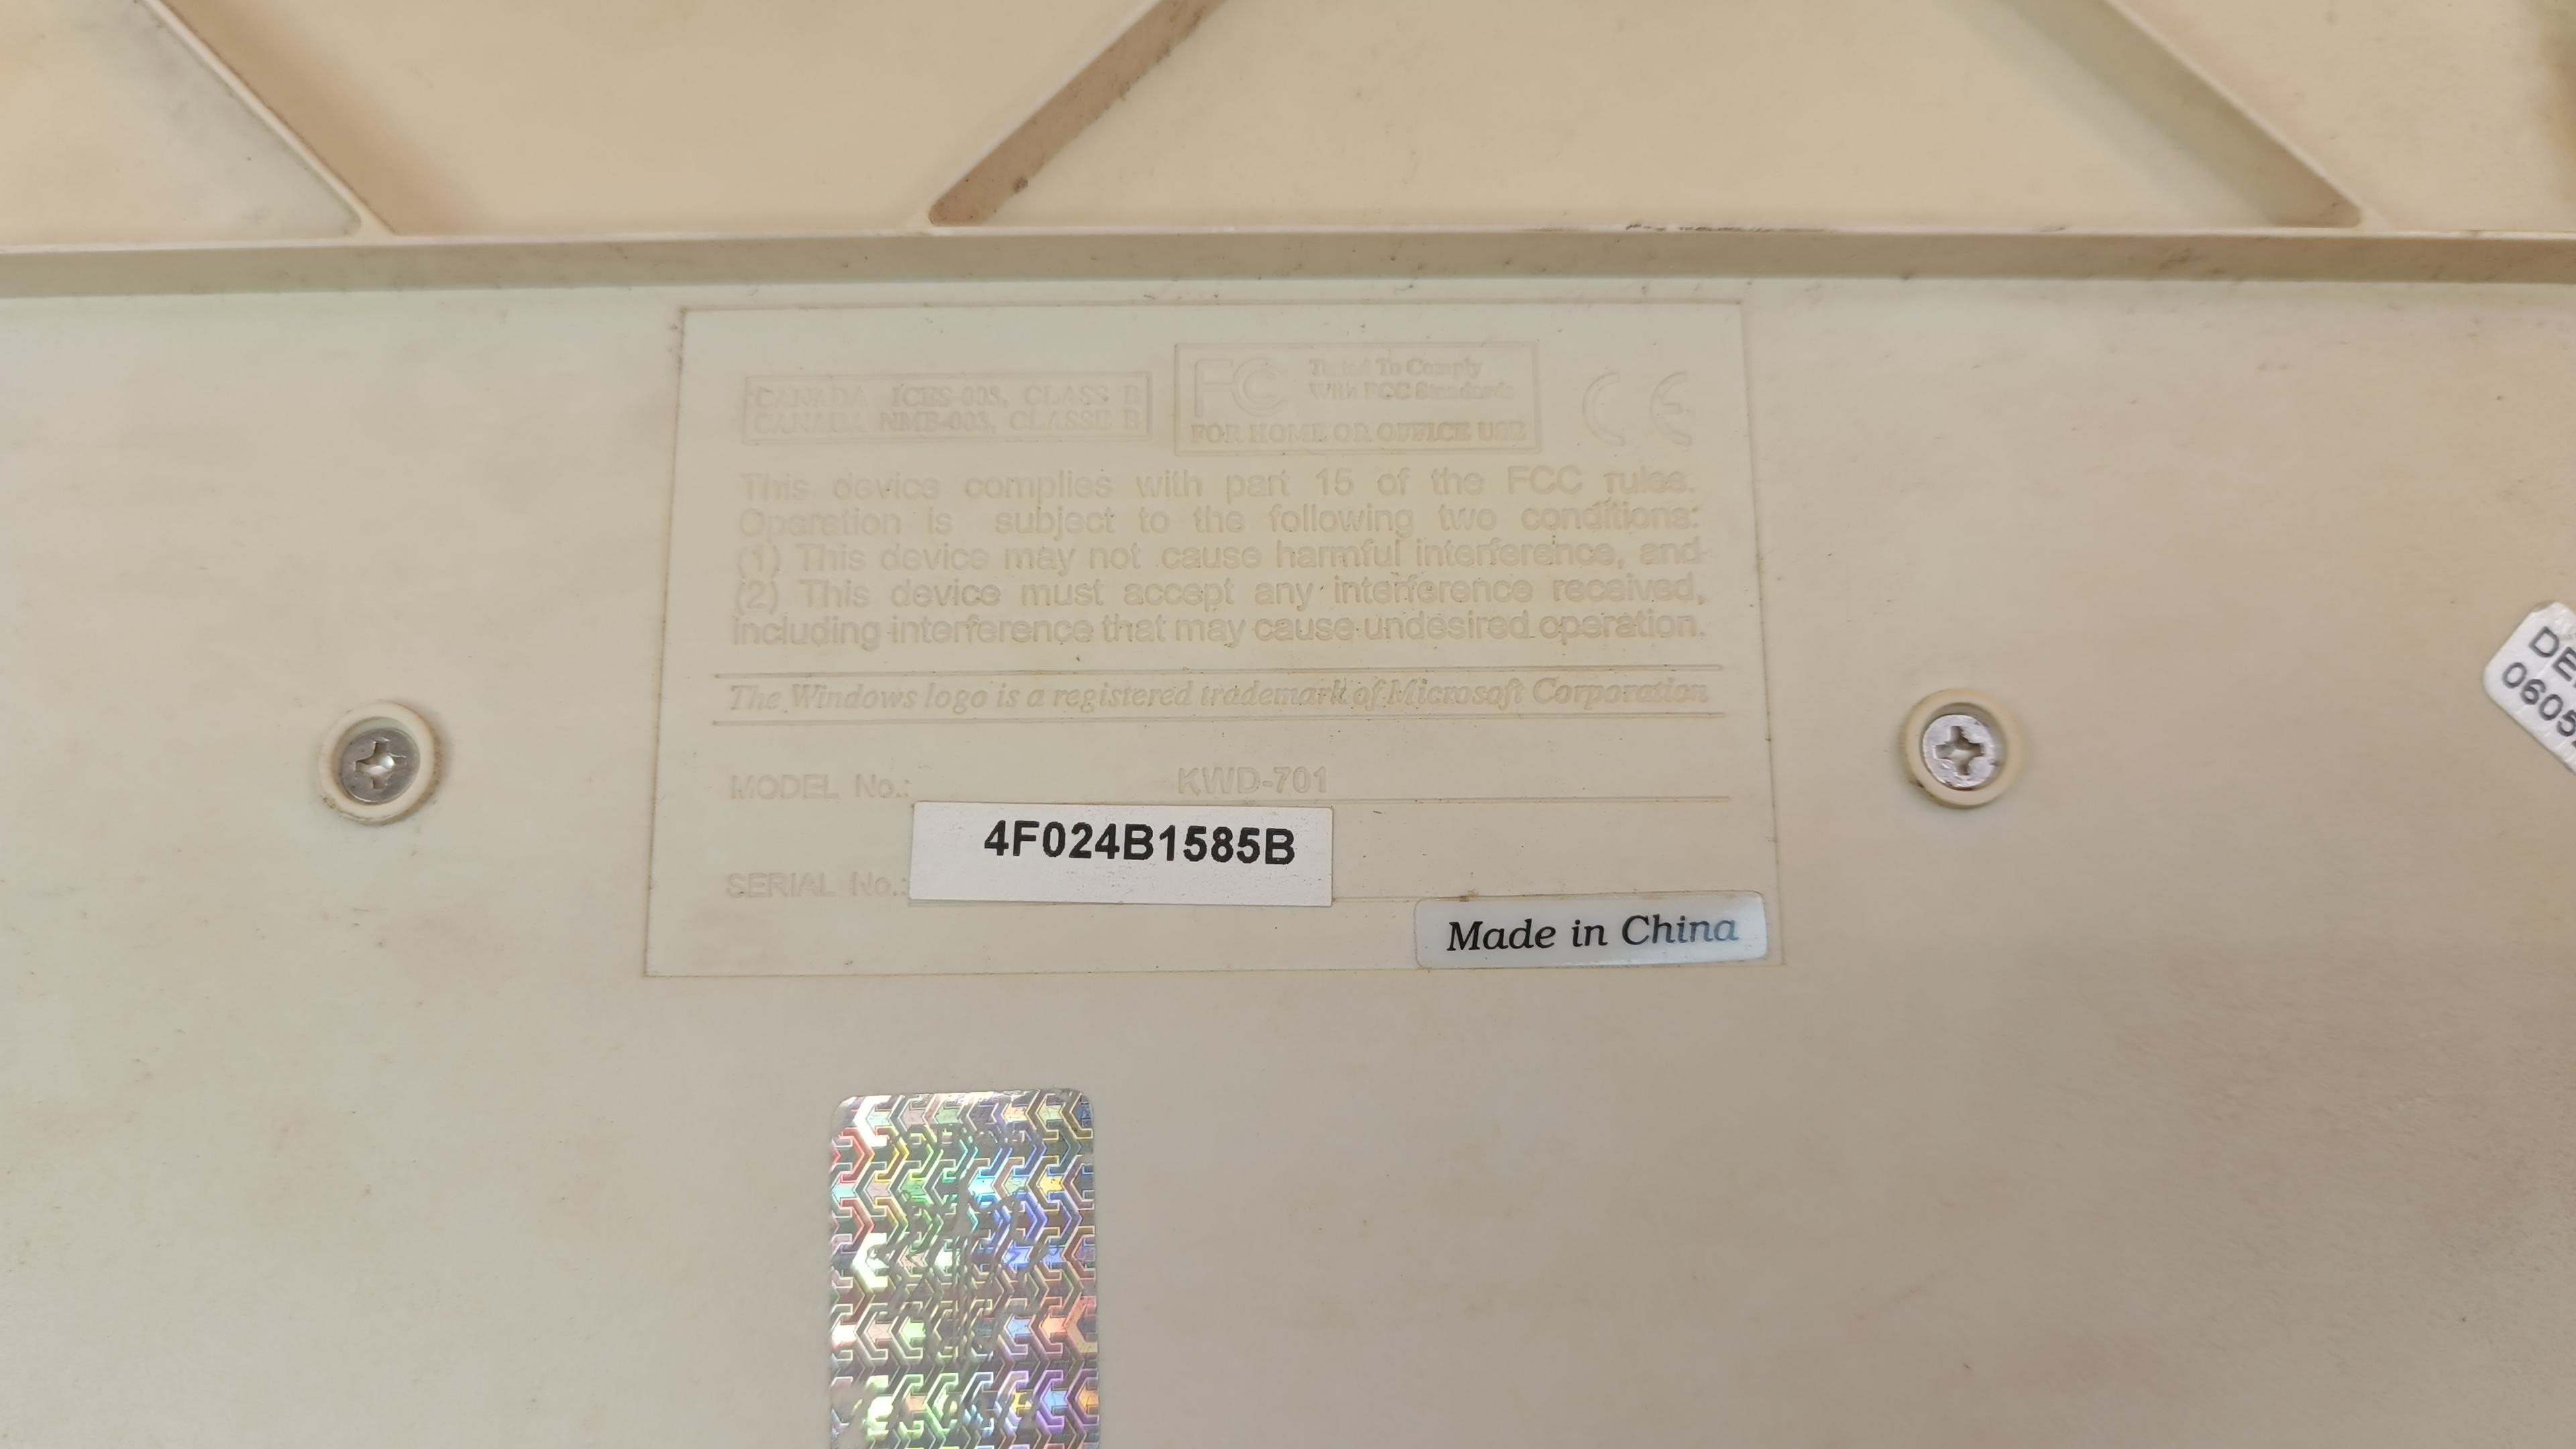 CANADA ICES-003, CLASS B
CANADA NMB-003, CLASSE B
FC Tested To Comply
With FCC Standards
FOR HOME OR OFFICE USE
CE
This device complies with part 15 of the FCC rules.
Operation is subject to the following two conditions:
(1) This device may not cause harmful interference, and
(2) This device must accept any interference received,
including interference that may cause undesired operation.
The Windows logo is a registered trademark of Microsoft Corporation
MODEL No.: KWD-701
4F024B1585B
SERIAL No.:
Made in China
DE
0605